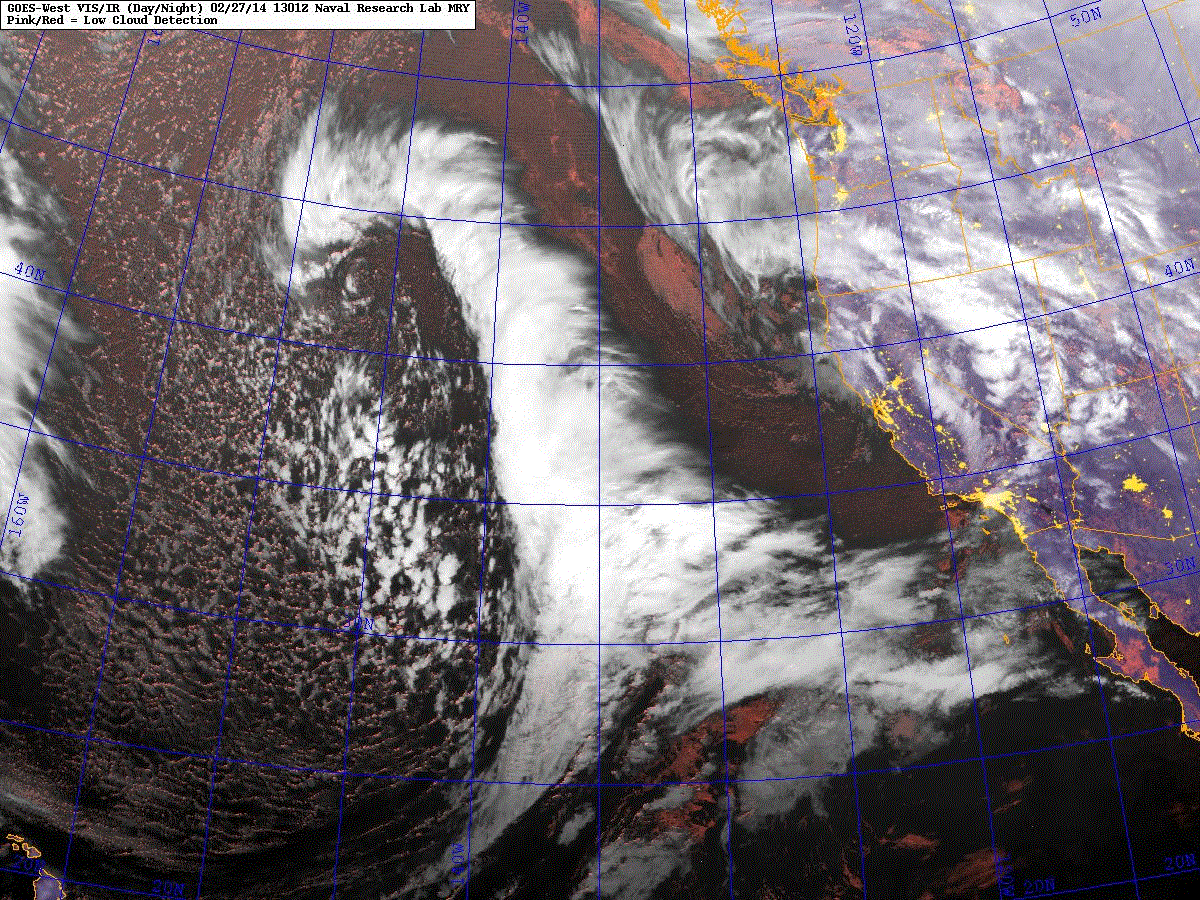 GOES-West VIS/IR (Day/Night) 02/27/14 1301Z Naval Research Lab MRY
Pink/Red = Low Cloud Detection
140W
120W
50N
40N
40N
160W
30N
30N
20N
20N
20N